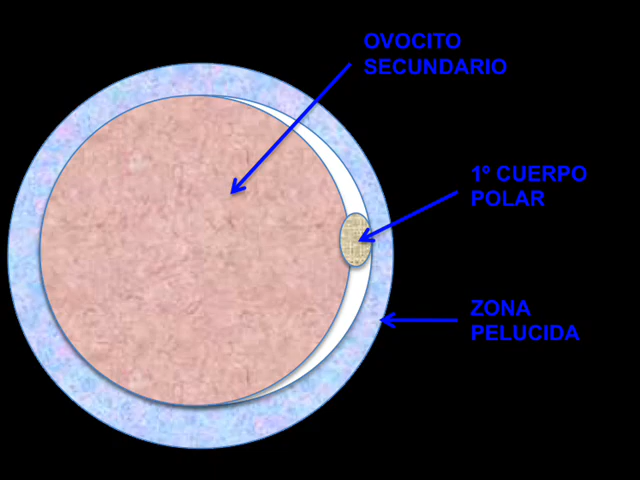 OVOCITO
SECUNDARIO
1º CUERPO
POLAR
ZONA
PELUCIDA